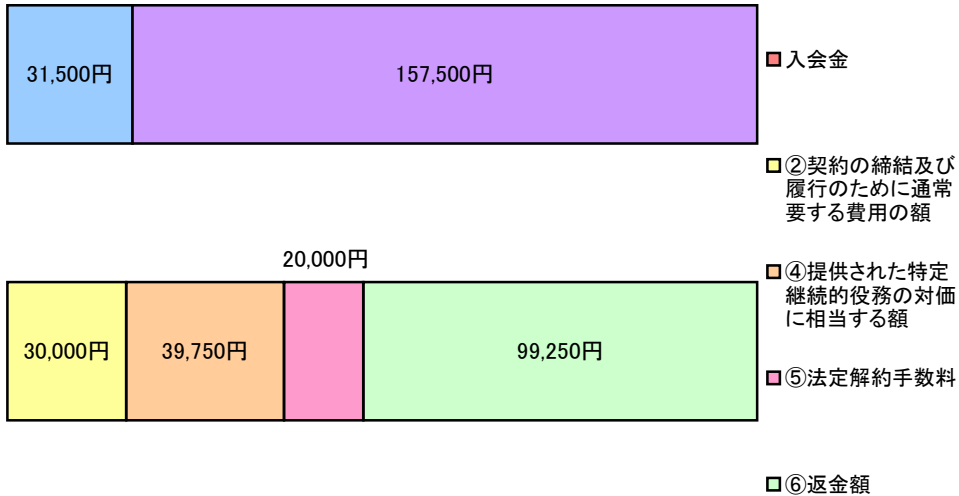 31,500円
157,500円
20,000円
30,000円
39,750円
99,250円
入会金
②契約の締結及び
履行のために通常
要する費用の額
④提供された特定
継続的役務の対価
に相当する額
⑤法定解約手数料
⑥返金額